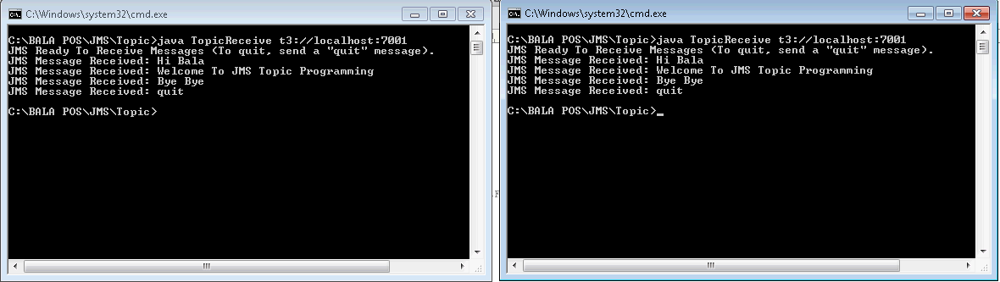 C:\Windows\system32\cmd.exe
C:\BALA POS\JMS\Topic>java TopicReceive t3://localhost:7001
JMS Ready To Receive Messages (To quit, send a "quit" message).
JMS Message Received: Hi Bala
JMS Message Received: Welcome To JMS Topic Programming
JMS Message Received: Bye Bye
JMS Message Received: quit
C:\BALA POS\JMS\Topic>
C:\Windows\system32\cmd.exe
C:\BALA POS\JMS\Topic>java TopicReceive t3://localhost:7001
JMS Ready To Receive Messages (To quit, send a "quit" message).
JMS Message Received: Hi Bala
JMS Message Received: Welcome To JMS Topic Programming
JMS Message Received: Bye Bye
JMS Message Received: quit
C:\BALA POS\JMS\Topic>_